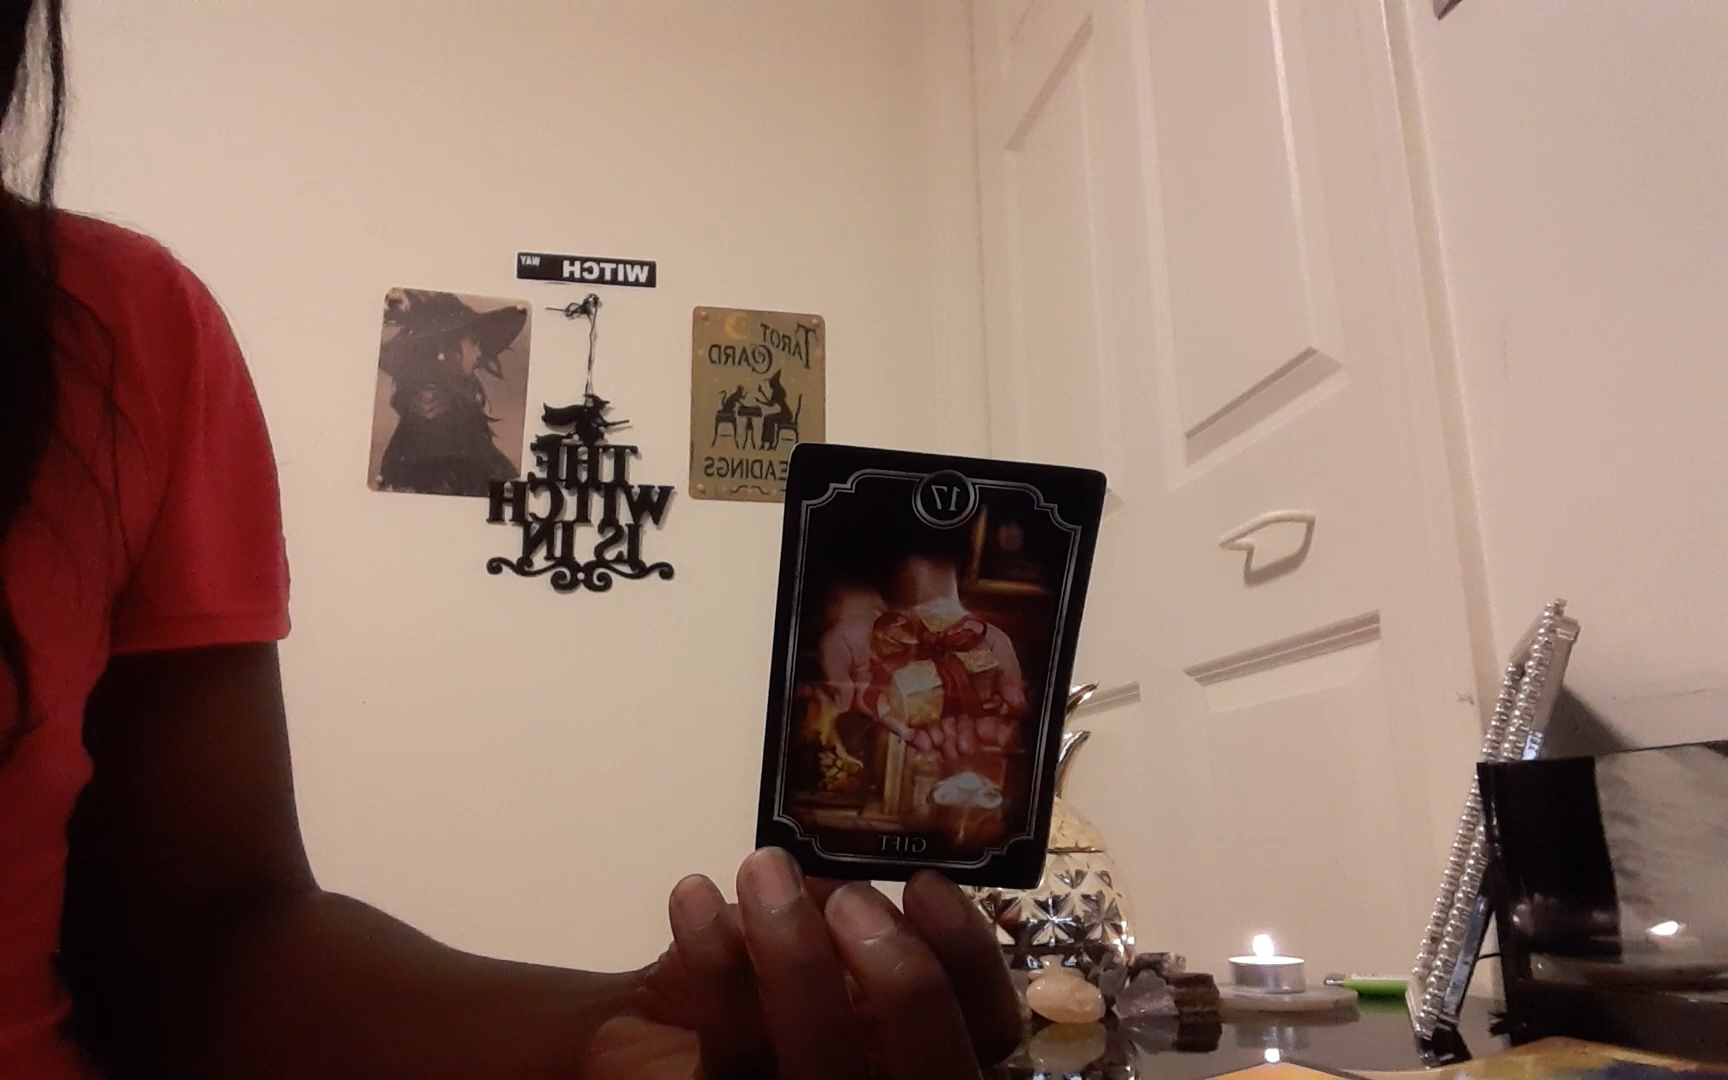 WITCH WAY
TAROT
CARD
READINGS
THE
WITCH
IS IN
17
GIFT